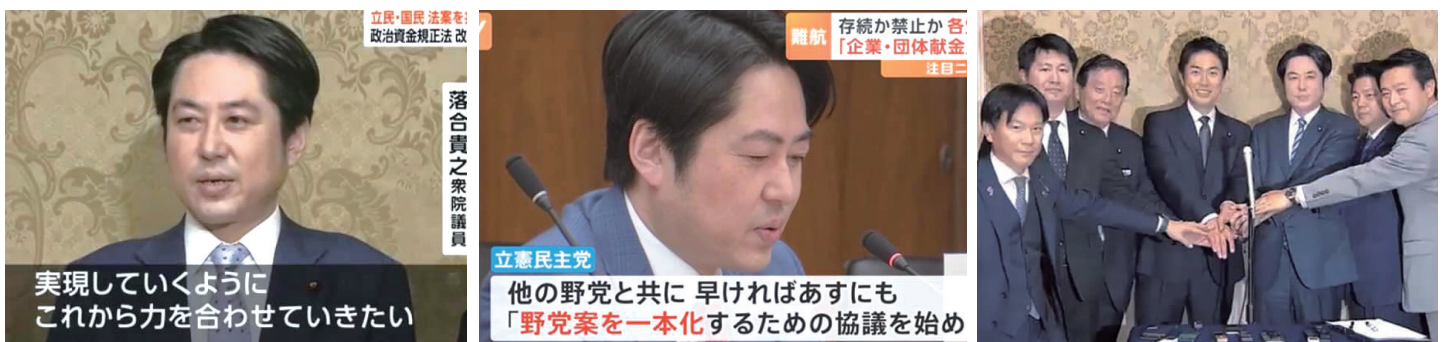 立民・国民 法案を
政治資金規正法 改
落合貴之衆院議員
実現していくように
これから力を合わせていきたい
難航
存続か禁止か 各
「企業・団体献金
注目ニ
立憲民主党
他の野党と共に 早ければあすにも
「野党案を一本化するための協議を始め